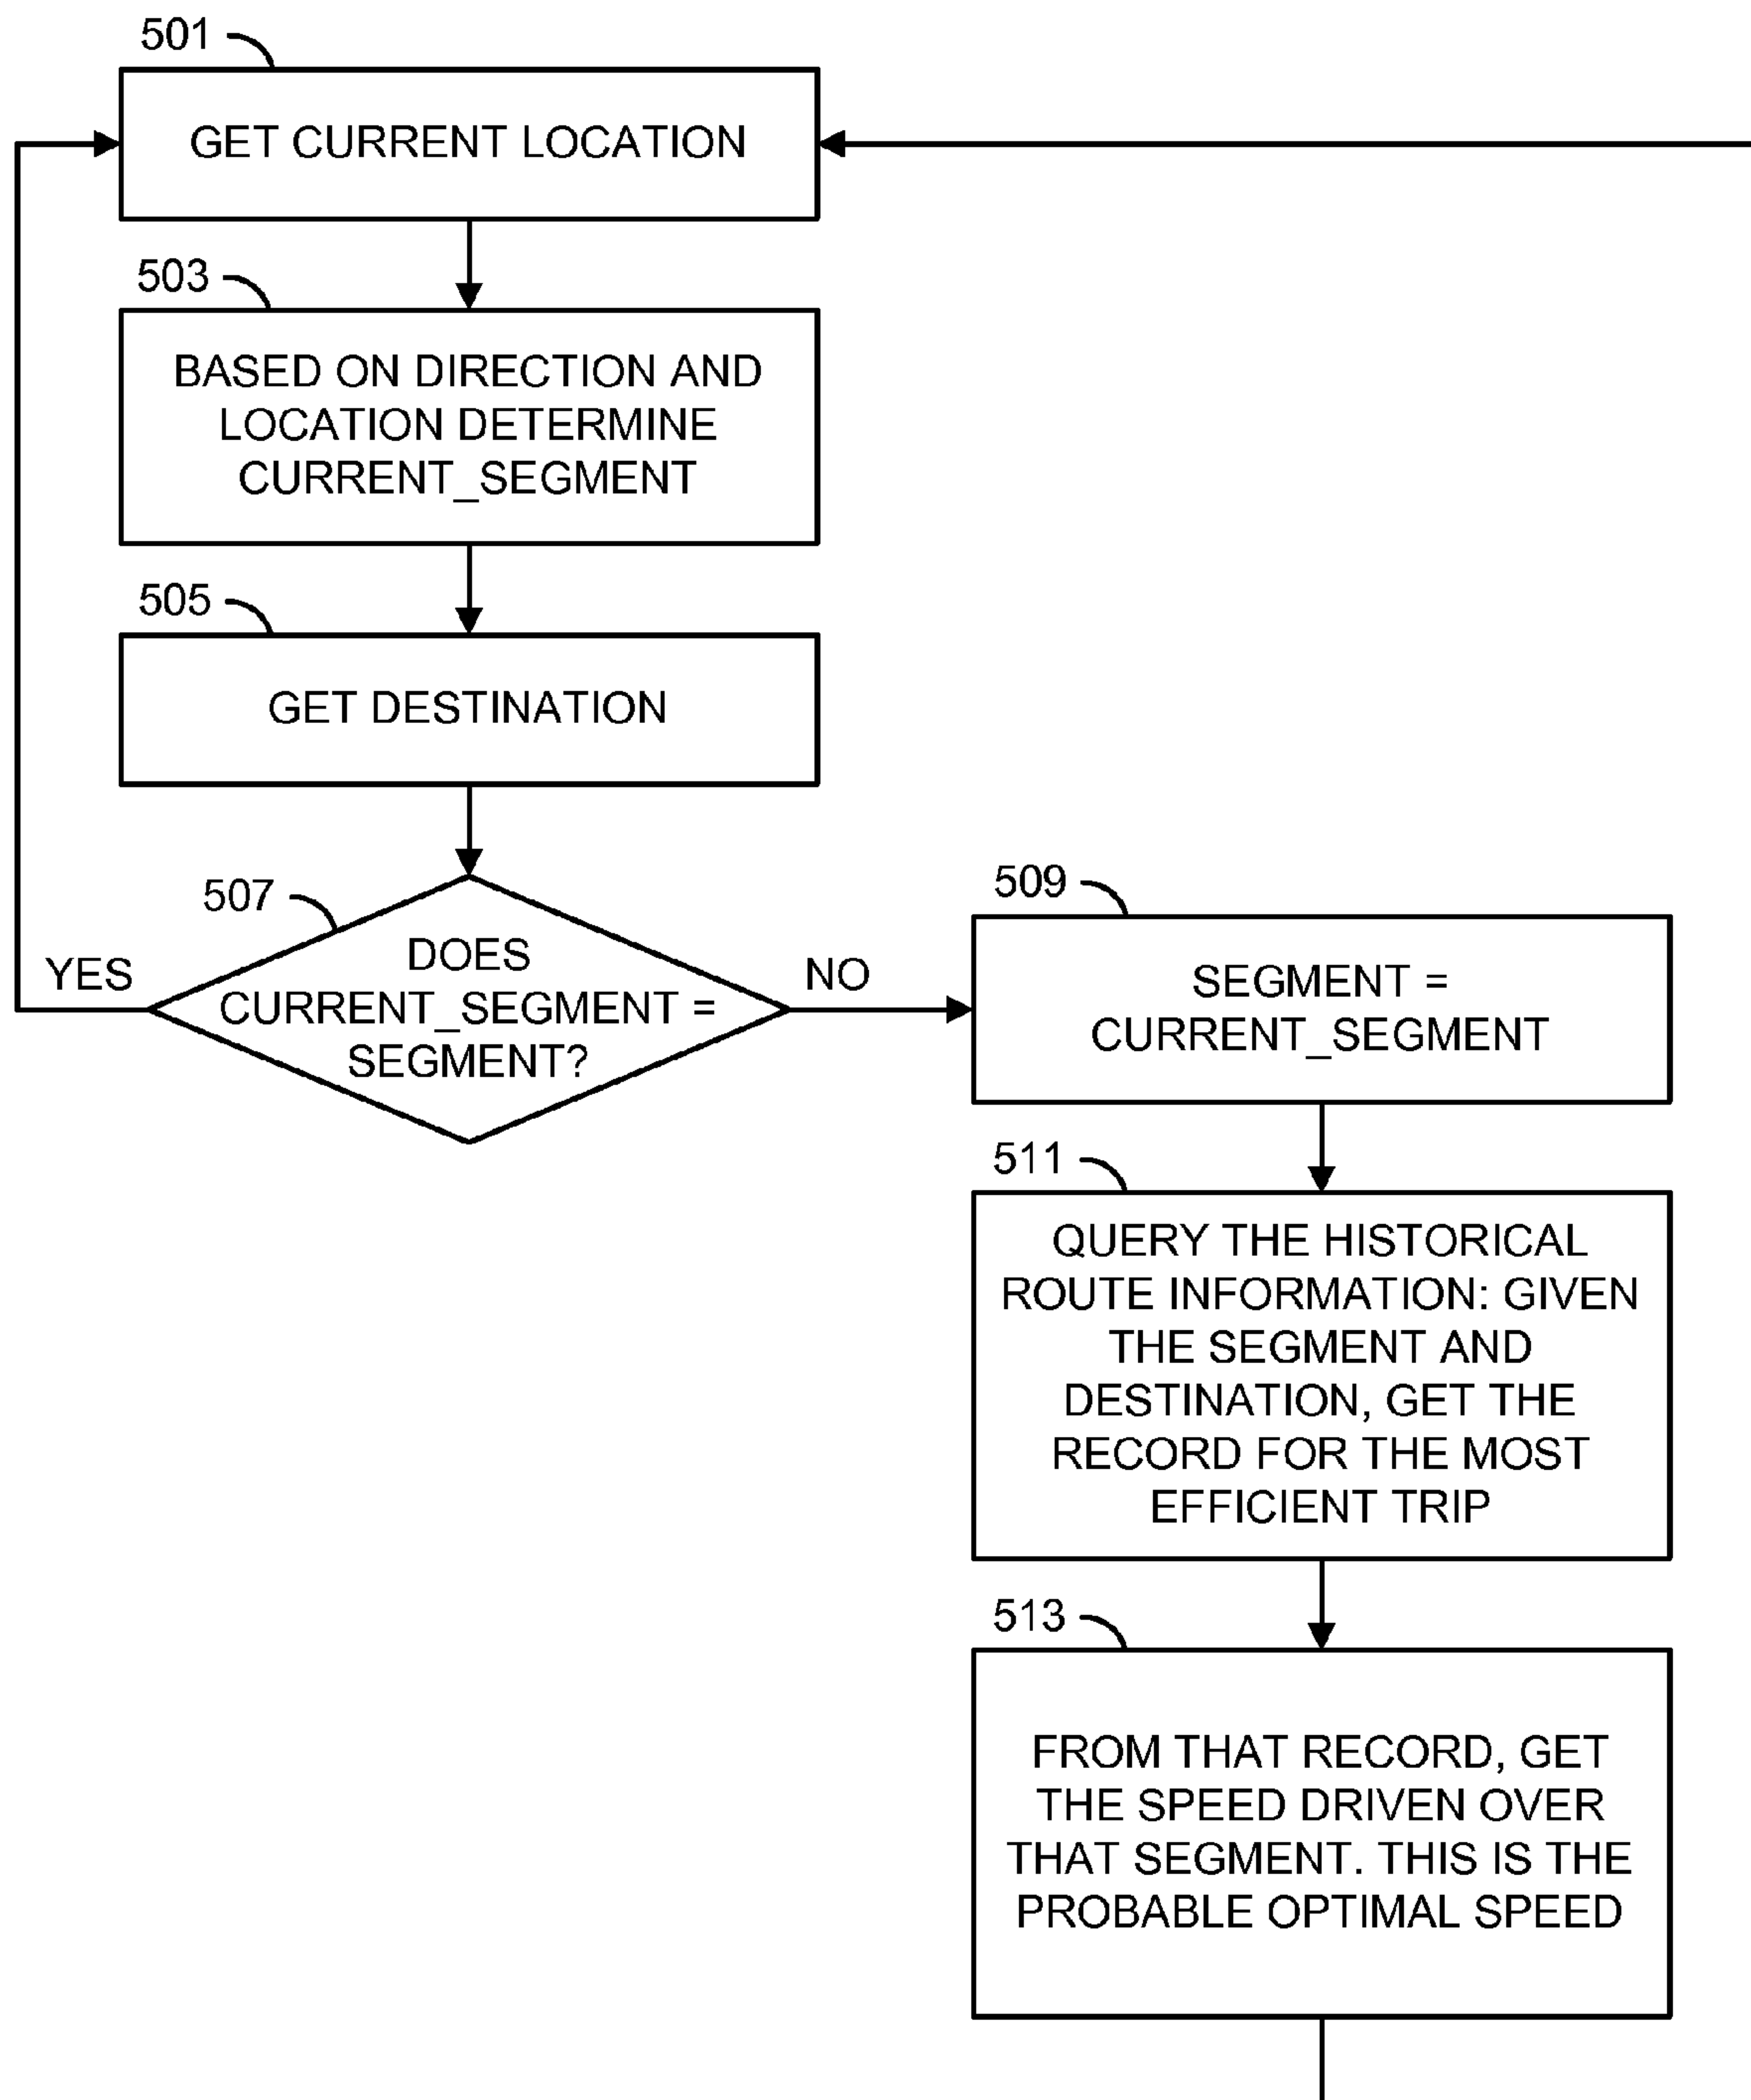 501
GET CURRENT LOCATION
503
BASED ON DIRECTION AND
LOCATION DETERMINE
CURRENT_SEGMENT
505
GET DESTINATION
507
DOES
CURRENT_SEGMENT =
SEGMENT?
YES
NO
509
SEGMENT =
CURRENT_SEGMENT
511
QUERY THE HISTORICAL
ROUTE INFORMATION: GIVEN
THE SEGMENT AND
DESTINATION, GET THE
RECORD FOR THE MOST
EFFICIENT TRIP
513
FROM THAT RECORD, GET
THE SPEED DRIVEN OVER
THAT SEGMENT. THIS IS THE
PROBABLE OPTIMAL SPEED